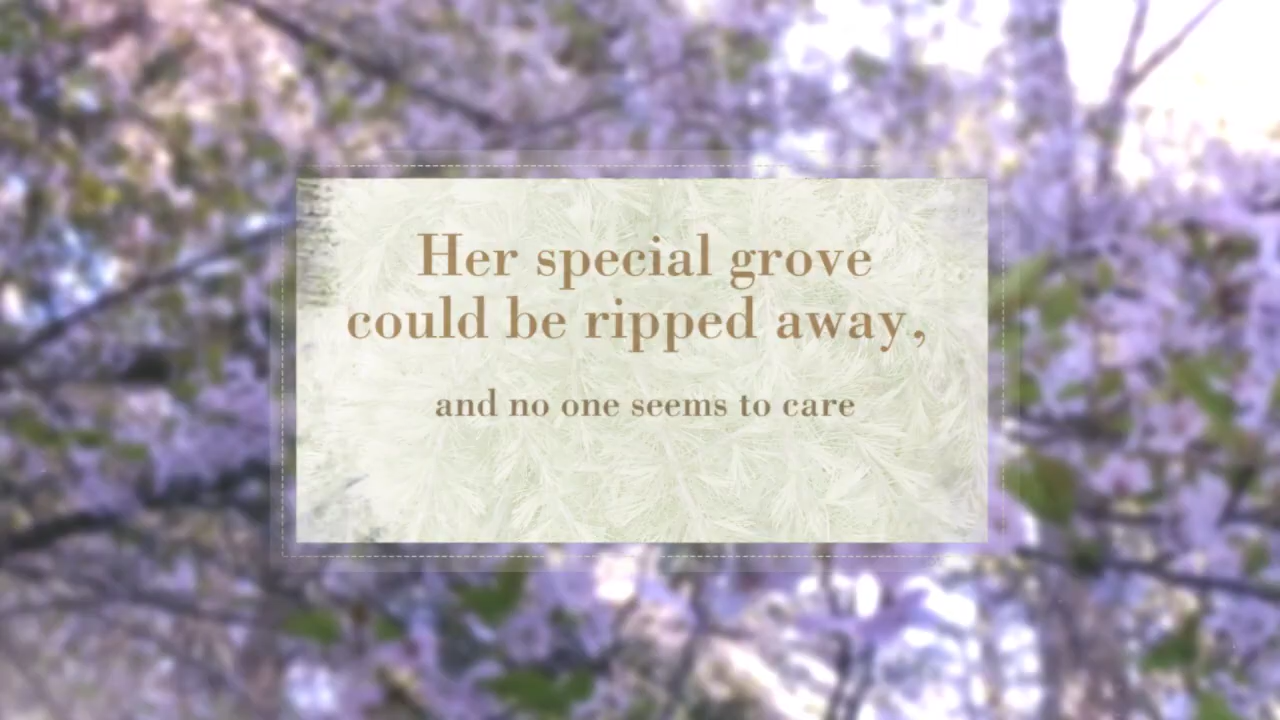 Her special grove
could be ripped away,
and no one seems to care